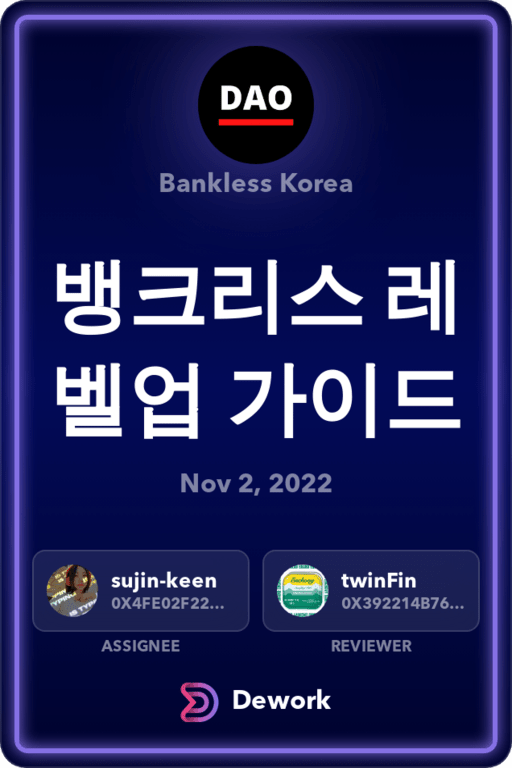 DAO
Bankless Korea
뱅크리스 레
벨업 가이드
Nov 2, 2022
sujin-keen
0X4FE02F22...
twinFin
0X392214B76...
ASSIGNEE
REVIEWER
Dework